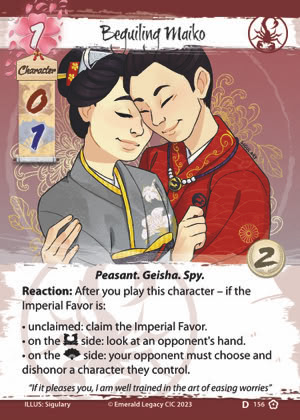 1
Beguiling Maiko
Character
0
1
2
Peasant. Geisha. Spy.
Reaction: After you play this character – if the
Imperial Favor is:
• unclaimed: claim the Imperial Favor.
• on the side: look at an opponent's hand.
• on the side: your opponent must choose and
dishonor a character they control.
"If it pleases you, I am well trained in the art of easing worries"
ILLUS: Sigulary
© Emerald Legacy CIC 2023
D 156